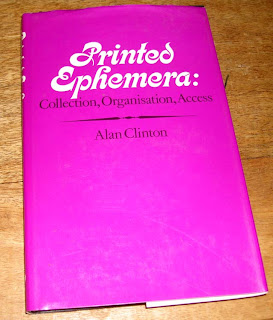 Printed
Ephemera:
Collection, Organisation, Access
Alan Clinton